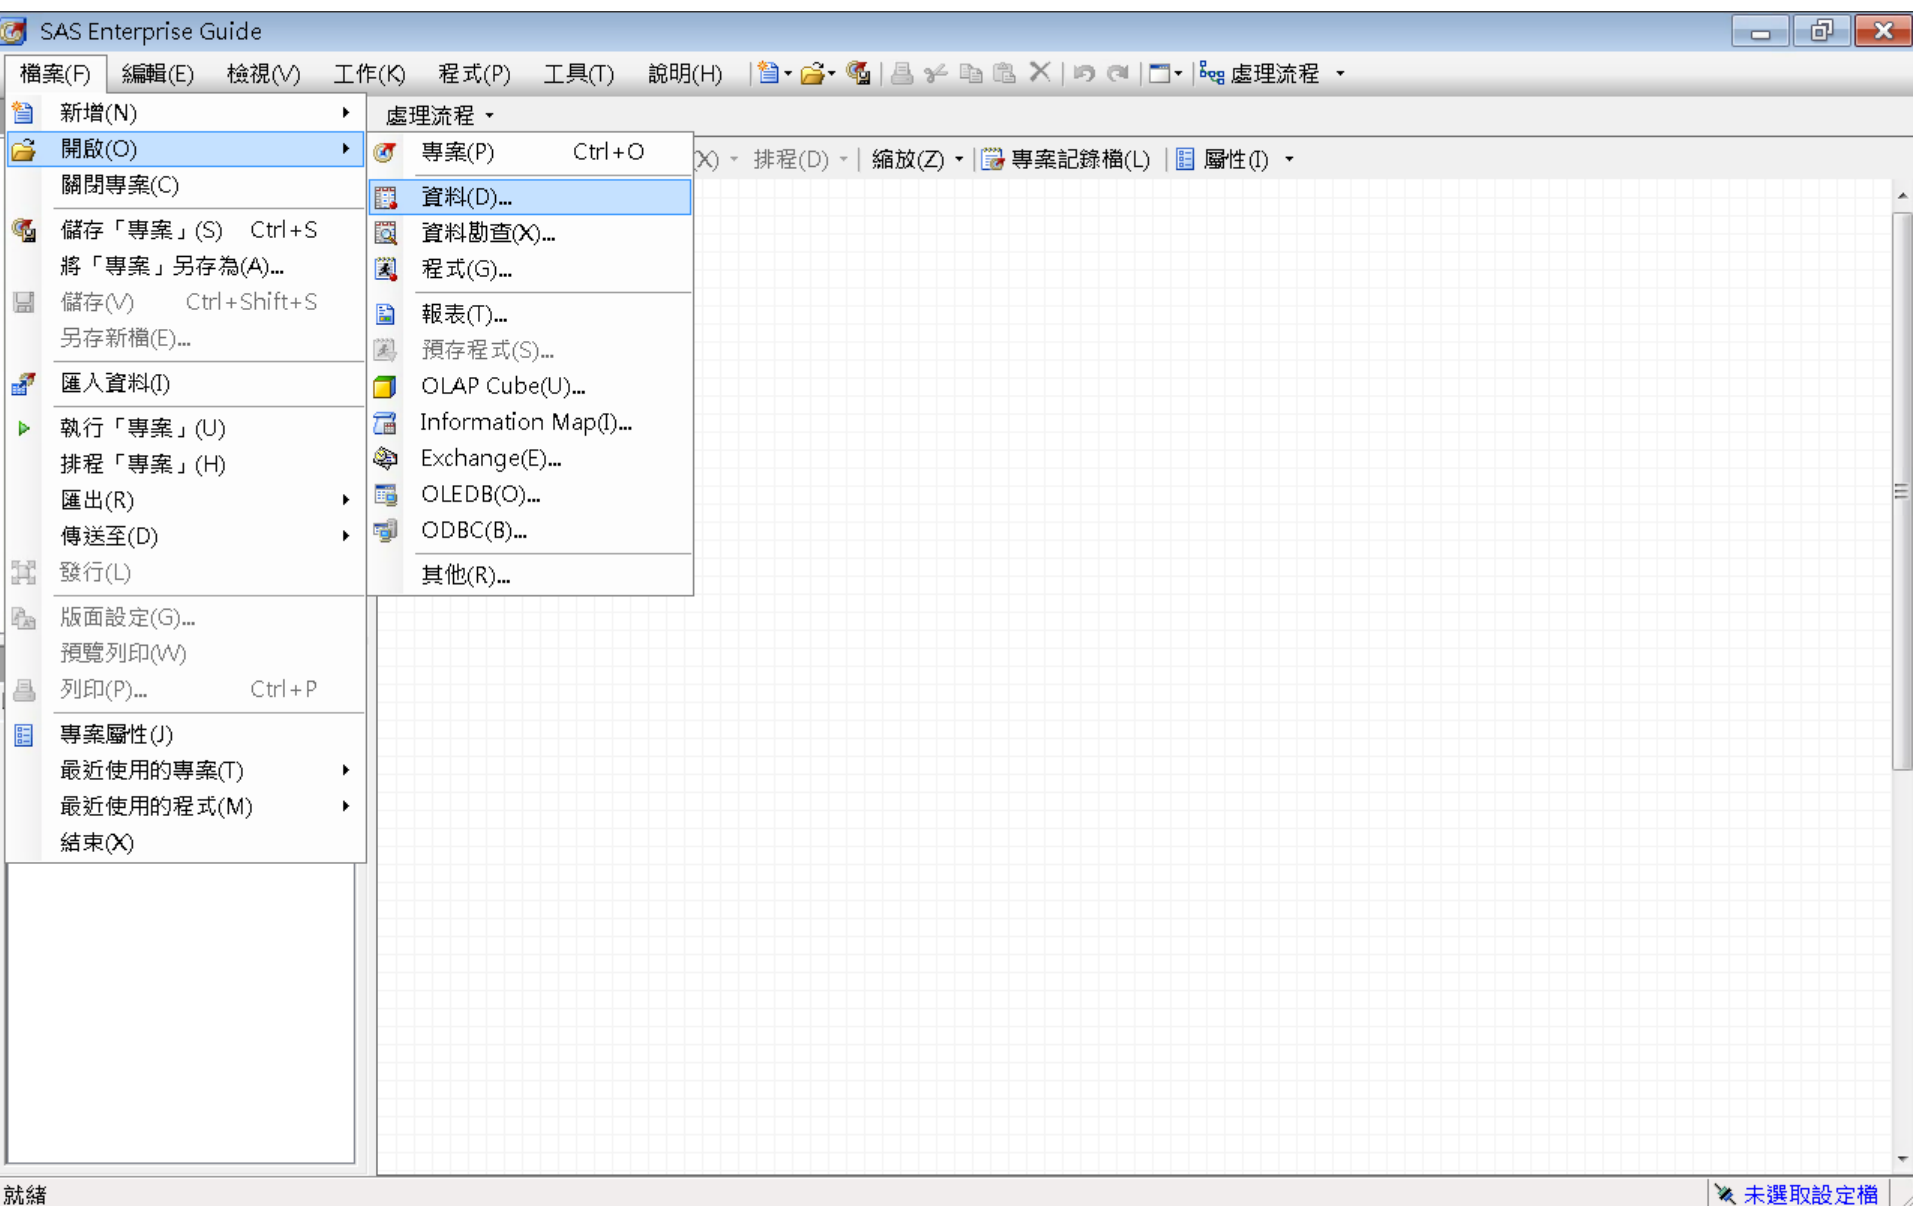 SAS Enterprise Guide
檔案(F) 編輯(E) 檢視(V) 工作(K) 程式(P) 工具(T) 說明(H) 處理流程
新增(N)
開啟(O)
關閉專案(C)
儲存「專案」(S) Ctrl+S
將「專案」另存為(A)...
儲存(V) Ctrl+Shift+S
另存新檔(E)...
匯入資料(I)
執行「專案」(U)
排程「專案」(H)
匯出(R)
傳送至(D)
發行(L)
版面設定(G)...
預覽列印(W)
列印(P)... Ctrl+P
專案屬性(J)
最近使用的專案(T)
最近使用的程式(M)
結束(X)
處理流程
專案(P) Ctrl+O
資料(D)...
資料勘查(X)...
程式(G)...
報表(T)...
預存程式(S)...
OLAP Cube(U)...
Information Map(I)...
Exchange(E)...
OLEDB(O)...
ODBC(B)...
其他(R)...
(X) 排程(D) 縮放(Z) 專案記錄檔(L) 屬性(I)
就緒 未選取設定檔